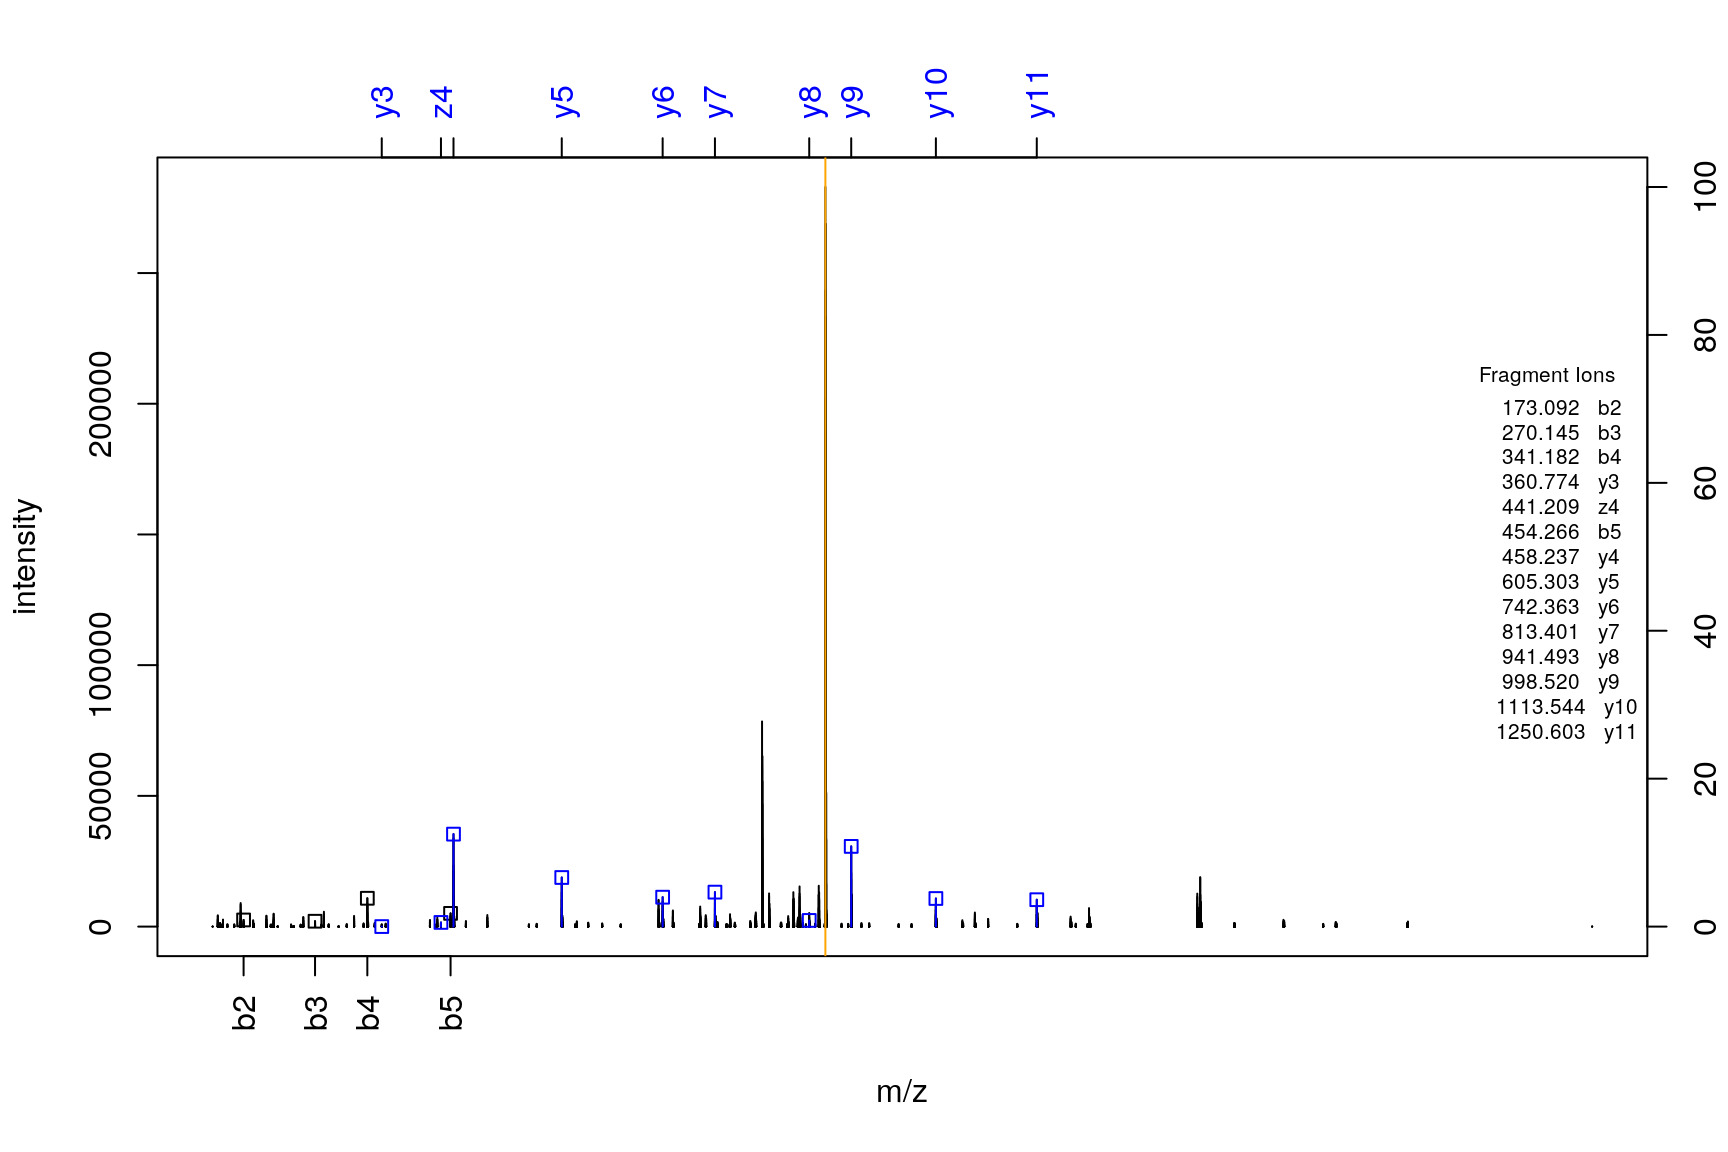 y3 z4 y5 y6 y7 y8 y9 y10 y11
intensity
0 50000 100000 200000
0 20 40 60 80 100
Fragment Ions
173.092 b2
270.145 b3
341.182 b4
360.774 y3
441.209 z4
454.266 b5
458.237 y4
605.303 y5
742.363 y6
813.401 y7
941.493 y8
998.520 y9
1113.544 y10
1250.603 y11
b2 b3 b4 b5
m/z